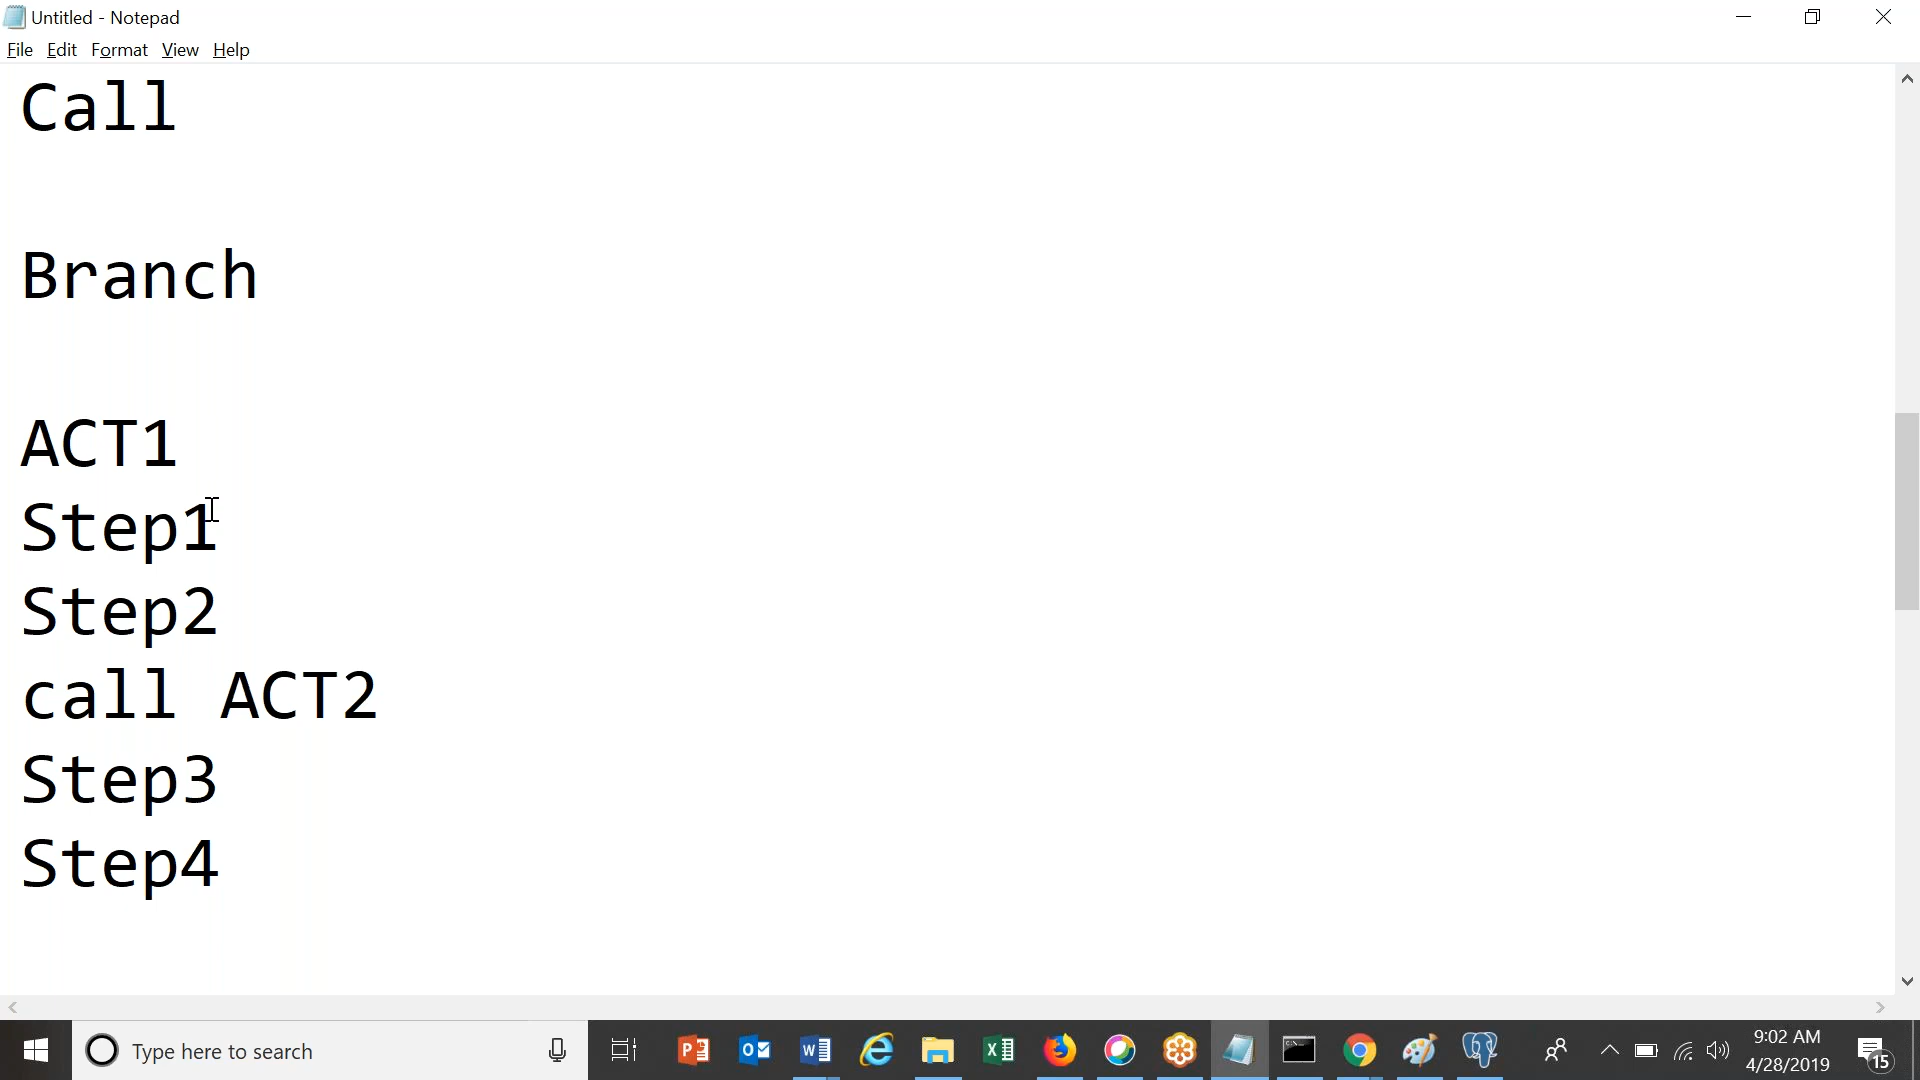 Untitled - Notepad
File Edit Format View Help
Call
Branch
ACT1
Step1
Step2
call ACT2
Step3
Step4
Type here to search
9:02 AM
4/28/2019
15